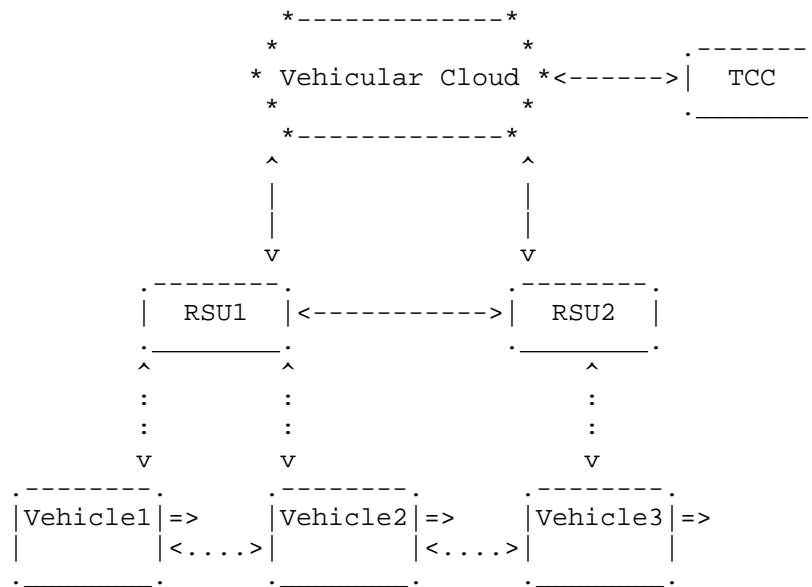 Vehicular Cloud
TCC
RSU1
RSU2
Vehicle1
Vehicle2
Vehicle3